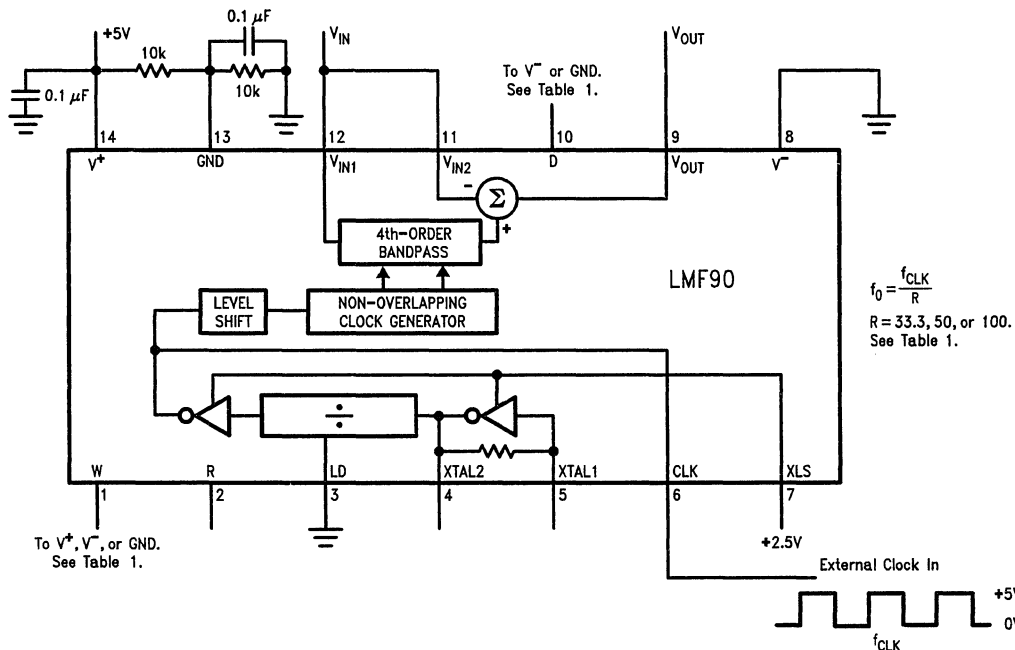 +5V
0.1 μF
10k
0.1 μF
10k
V_IN
To V⁻ or GND.
See Table 1.
V_OUT
14
13
12
11
10
9
8
V⁺
GND
V_IN1
V_IN2
D
V_OUT
V⁻
-
Σ
+
4th-ORDER
BANDPASS
LMF90
LEVEL
SHIFT
NON-OVERLAPPING
CLOCK GENERATOR
f₀ = f_CLK / R
R = 33.3, 50, or 100.
See Table 1.
÷
W
R
LD
XTAL2
XTAL1
CLK
XLS
1
2
3
4
5
6
7
To V⁺, V⁻, or GND.
See Table 1.
+2.5V
External Clock In
+5V
0V
f_CLK